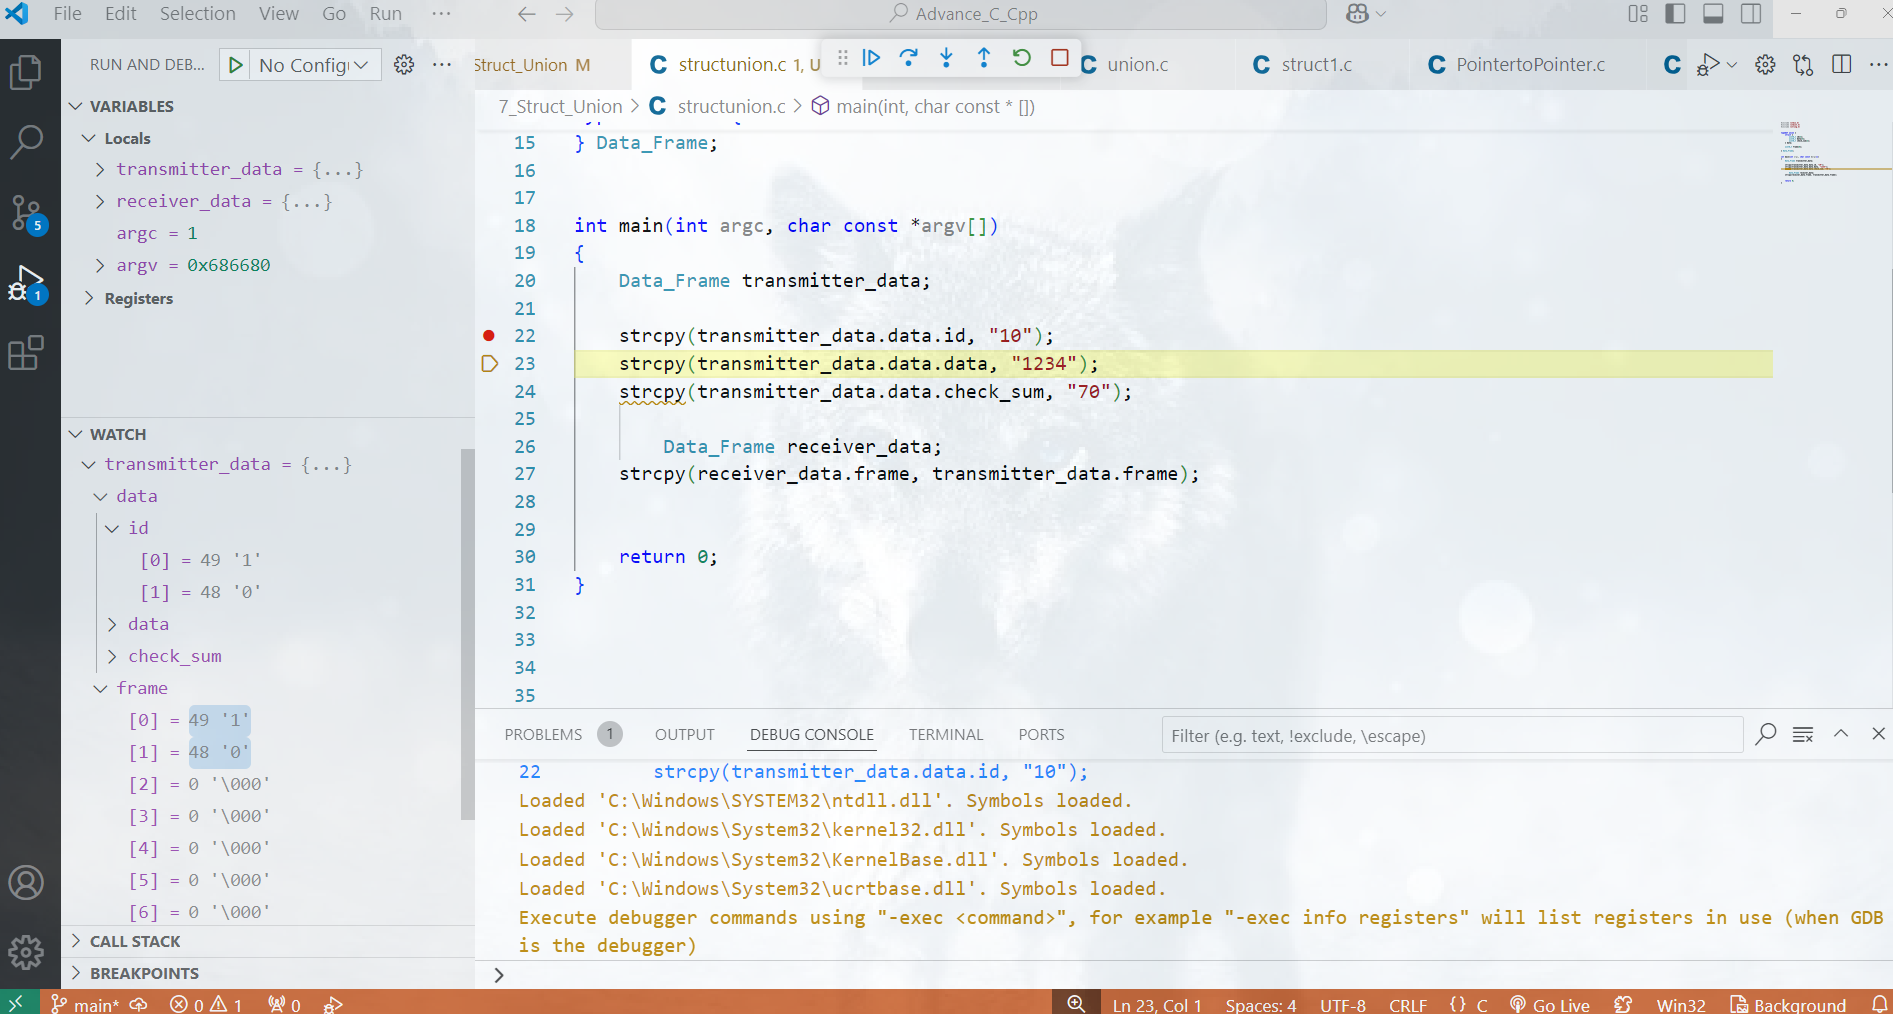 File Edit Selection View Go Run ··· Advance_C_Cpp
RUN AND DEB... No Config ···
Struct_Union M structunion.c 1, U union.c struct1.c PointertoPointer.c ···
7_Struct_Union > structunion.c > main(int, char const * [])
VARIABLES
Locals
transmitter_data = {...}
receiver_data = {...}
argc = 1
argv = 0x686680
Registers
WATCH
transmitter_data = {...}
data
id
[0] = 49 '1'
[1] = 48 '0'
data
check_sum
frame
[0] = 49 '1'
[1] = 48 '0'
[2] = 0 '\000'
[3] = 0 '\000'
[4] = 0 '\000'
[5] = 0 '\000'
[6] = 0 '\000'
CALL STACK
BREAKPOINTS
5
1
15 } Data_Frame;
16
17
18 int main(int argc, char const *argv[])
19 {
20 Data_Frame transmitter_data;
21
22 strcpy(transmitter_data.data.id, "10");
23 strcpy(transmitter_data.data.data, "1234");
24 strcpy(transmitter_data.data.check_sum, "70");
25
26 Data_Frame receiver_data;
27 strcpy(receiver_data.frame, transmitter_data.frame);
28
29
30 return 0;
31 }
32
33
34
35
PROBLEMS 1 OUTPUT DEBUG CONSOLE TERMINAL PORTS Filter (e.g. text, !exclude, \escape)
22 strcpy(transmitter_data.data.id, "10");
Loaded 'C:\Windows\SYSTEM32\ntdll.dll'. Symbols loaded.
Loaded 'C:\Windows\System32\kernel32.dll'. Symbols loaded.
Loaded 'C:\Windows\System32\KernelBase.dll'. Symbols loaded.
Loaded 'C:\Windows\System32\ucrtbase.dll'. Symbols loaded.
Execute debugger commands using "-exec <command>", for example "-exec info registers" will list registers in use (when GDB
is the debugger)
>
main* 0 1 0 Ln 23, Col 1 Spaces: 4 UTF-8 CRLF {} C Go Live Win32 Background